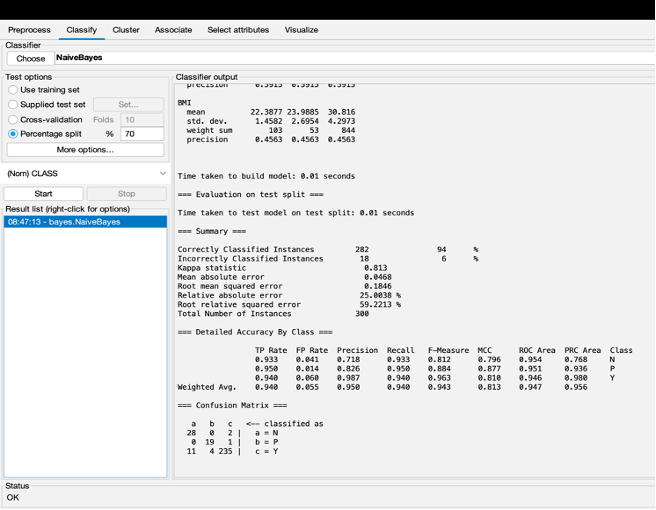 Preprocess Classify Cluster Associate Select attributes Visualize
Classifier
Choose NaiveBayes
Test options
Use training set
Supplied test set Set...
Cross-validation Folds 10
Percentage split % 70
More options...
(Nom) CLASS
Start Stop
Result list (right-click for options)
08:47:13 - bayes.NaiveBayes
Classifier output
precision 0.5915 0.5915 0.5915
BMI
mean 22.3877 23.9885 30.816
std. dev. 1.4582 2.6954 4.2973
weight sum 103 53 844
precision 0.4563 0.4563 0.4563
Time taken to build model: 0.01 seconds
=== Evaluation on test split ===
Time taken to test model on test split: 0.01 seconds
=== Summary ===
Correctly Classified Instances 282 94 %
Incorrectly Classified Instances 18 6 %
Kappa statistic 0.813
Mean absolute error 0.0468
Root mean squared error 0.1846
Relative absolute error 25.0038 %
Root relative squared error 59.2213 %
Total Number of Instances 300
=== Detailed Accuracy By Class ===
TP Rate FP Rate Precision Recall F-Measure MCC ROC Area PRC Area Class
0.933 0.041 0.718 0.933 0.812 0.796 0.954 0.768 N
0.950 0.014 0.826 0.950 0.884 0.877 0.951 0.936 P
0.940 0.060 0.987 0.940 0.963 0.810 0.946 0.980 Y
Weighted Avg. 0.940 0.055 0.950 0.940 0.943 0.813 0.947 0.956
=== Confusion Matrix ===
a b c <-- classified as
28 0 2 | a = N
0 19 1 | b = P
11 4 235 | c = Y
Status
OK